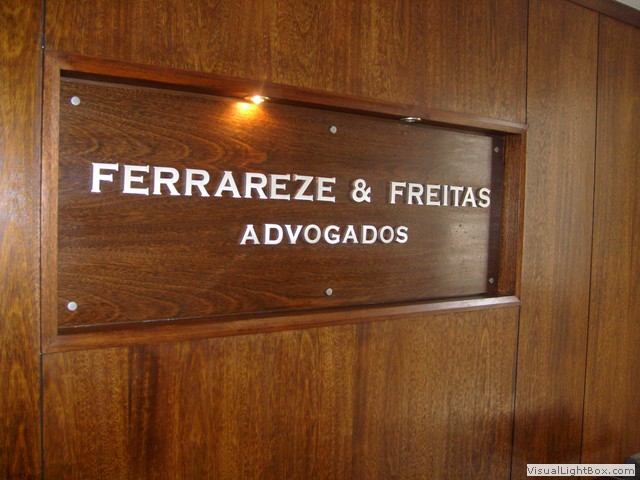 FERRAREZE & FREITAS
ADVOGADOS
VisualLightBox.com